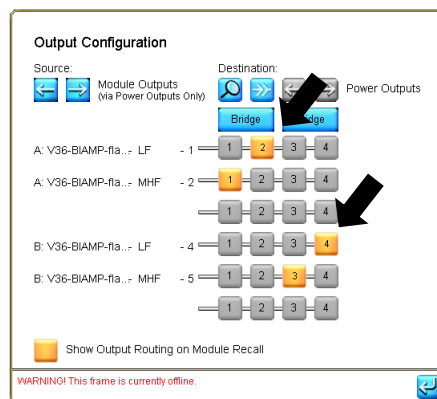 Output Configuration
Source:
Destination:
Module Outputs
(via Power Outputs Only)
Power Outputs
Bridge
dge
A: V36-BIAMP-fla...- LF - 1 1 2 3 4
A: V36-BIAMP-fla...- MHF - 2 1 2 3 4
1 2 3 4
B: V36-BIAMP-fla...- LF - 4 1 2 3 4
B: V36-BIAMP-fla...- MHF - 5 1 2 3 4
1 2 3 4
Show Output Routing on Module Recall
WARNING! This frame is currently offline.